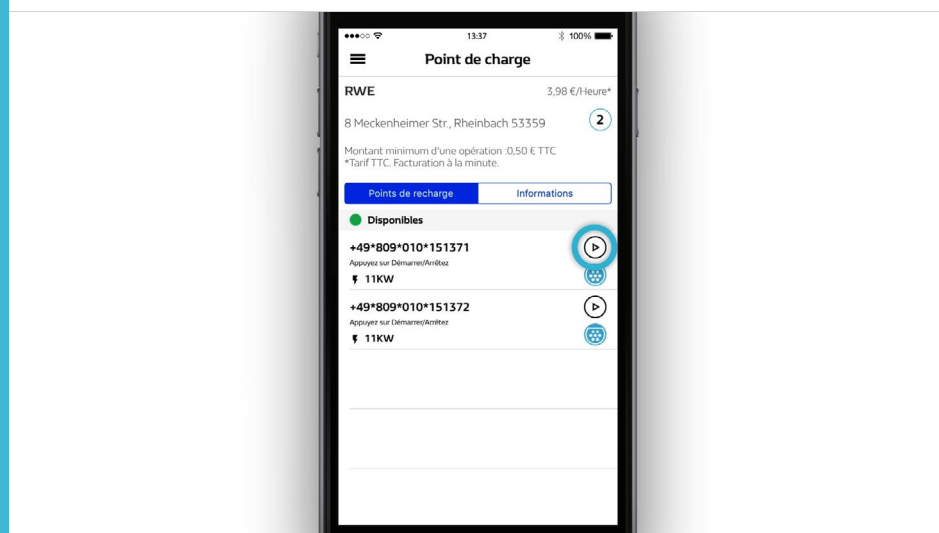 13:37
100%
Point de charge
RWE
3,98 €/Heure*
8 Meckenheimer Str., Rheinbach 53359
2
Montant minimum d'une opération :0,50 € TTC
*Tarif TTC. Facturation à la minute.
Points de recharge
Informations
Disponibles
+49*809*010*151371
Appuyez sur Démarrer/Arrêtez
11KW
+49*809*010*151372
Appuyez sur Démarrer/Arrêtez
11KW